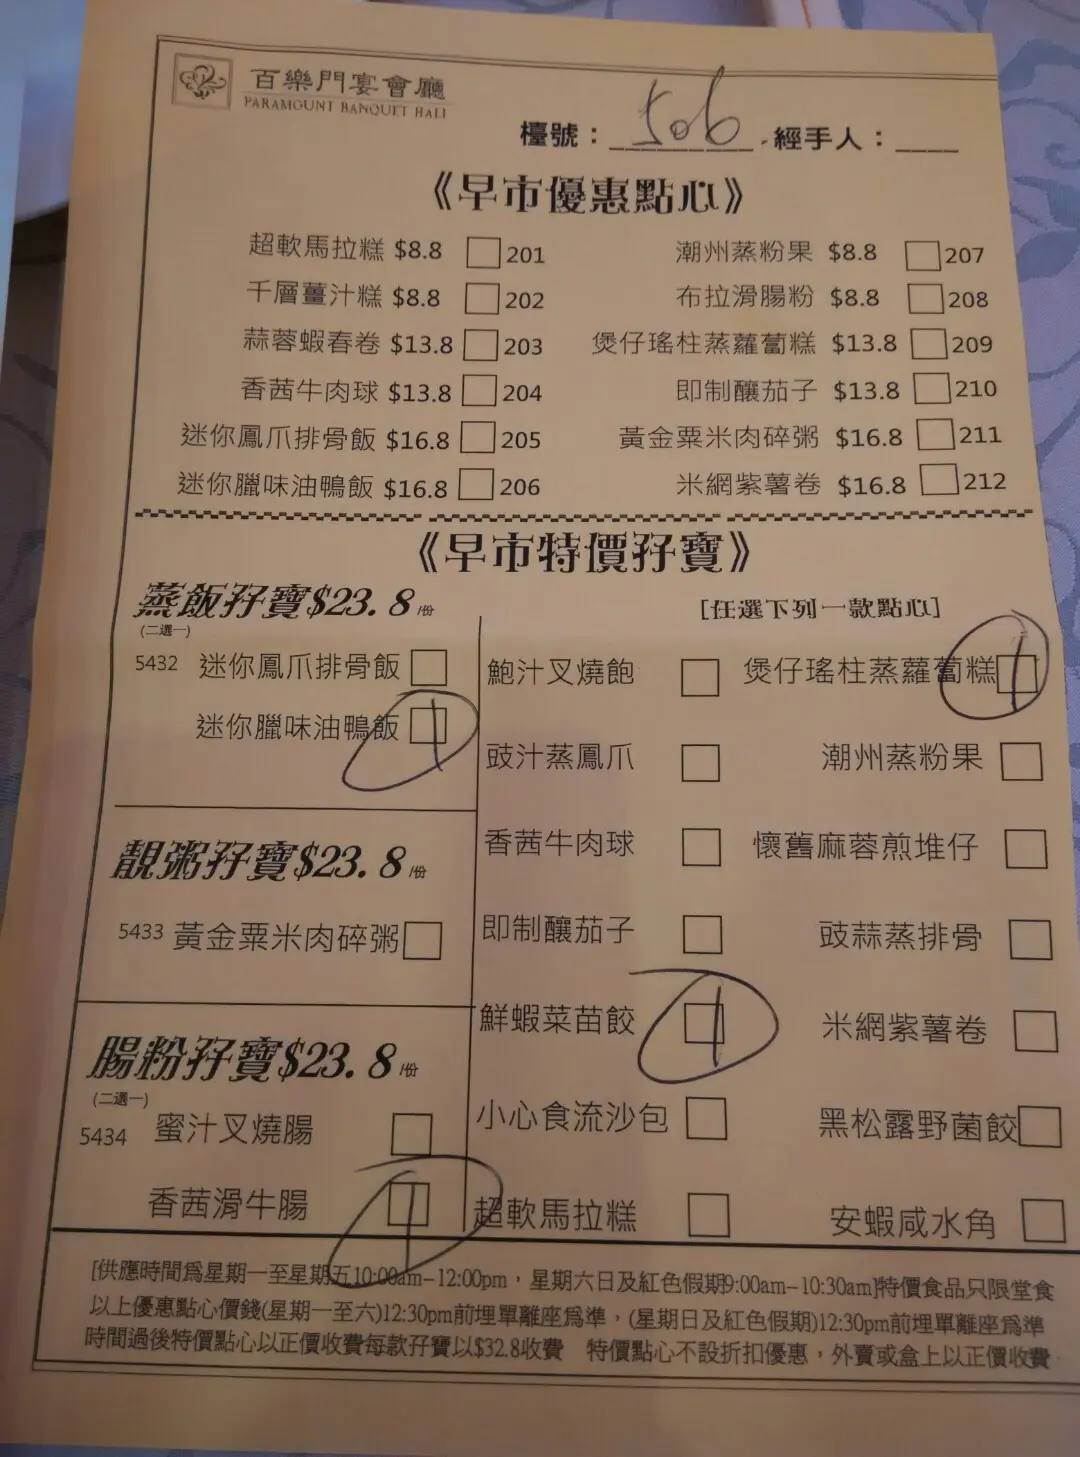 百樂門宴會廳
PARAMOUNT BANQUET HALL
檯號： 506 經手人：
《早市優惠點心》
超軟馬拉糕 $8.8 201 潮州蒸粉果 $8.8 207
千層薑汁糕 $8.8 202 布拉滑腸粉 $8.8 208
蒜蓉蝦春卷 $13.8 203 煲仔瑤柱蒸蘿蔔糕 $13.8 209
香茜牛肉球 $13.8 204 即制釀茄子 $13.8 210
迷你鳳爪排骨飯 $16.8 205 黃金粟米肉碎粥 $16.8 211
迷你臘味油鴨飯 $16.8 206 米網紫薯卷 $16.8 212
《早市特價孖寶》
蒸飯孖寶$23.8/份
(二選一)
5432 迷你鳳爪排骨飯
迷你臘味油鴨飯 1
靚粥孖寶$23.8/份
5433 黃金粟米肉碎粥
腸粉孖寶$23.8/份
(二選一)
5434 蜜汁叉燒腸
香茜滑牛腸 1
[任選下列一款點心]
鮑汁叉燒飽 煲仔瑤柱蒸蘿蔔糕 1
豉汁蒸鳳爪 潮州蒸粉果
香茜牛肉球 懷舊麻蓉煎堆仔
即制釀茄子 豉蒜蒸排骨
鮮蝦菜苗餃 1 米網紫薯卷
小心食流沙包 黑松露野菌餃
超軟馬拉糕 安蝦咸水角
[供應時間爲星期一至星期五10:00am-12:00pm，星期六日及紅色假期9:00am-10:30am]特價食品只限堂食
以上優惠點心價錢(星期一至六)12:30pm前埋單離座爲準，(星期日及紅色假期)12:30pm前埋單離座爲準
時間過後特價點心以正價收費每款孖寶以$32.8收費 特價點心不設折扣優惠，外賣或盒上以正價收費